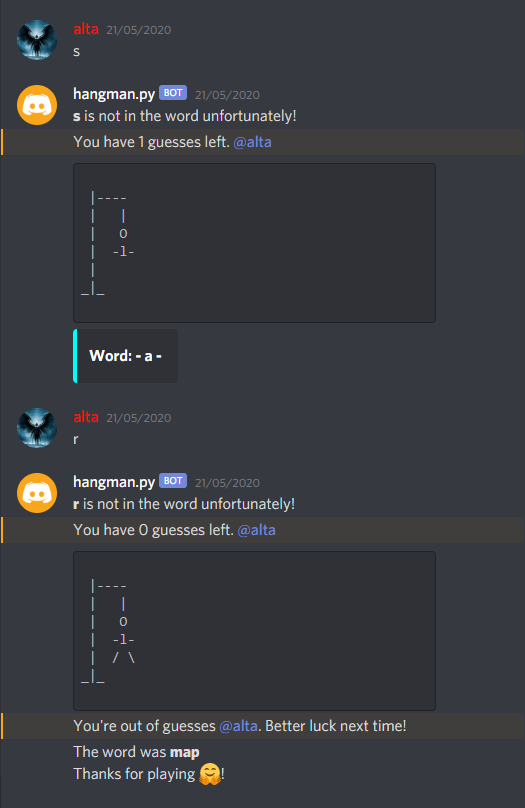 alta 21/05/2020
s
hangman.py BOT 21/05/2020
s is not in the word unfortunately!
You have 1 guesses left. @alta
 |----
 |   |
 |   O
 |  -l-
 |
_|_
Word: - a -
alta 21/05/2020
r
hangman.py BOT 21/05/2020
r is not in the word unfortunately!
You have 0 guesses left. @alta
 |----
 |   |
 |   O
 |  -l-
 |  / \
_|_
You're out of guesses @alta. Better luck next time!
The word was map
Thanks for playing 🤗!